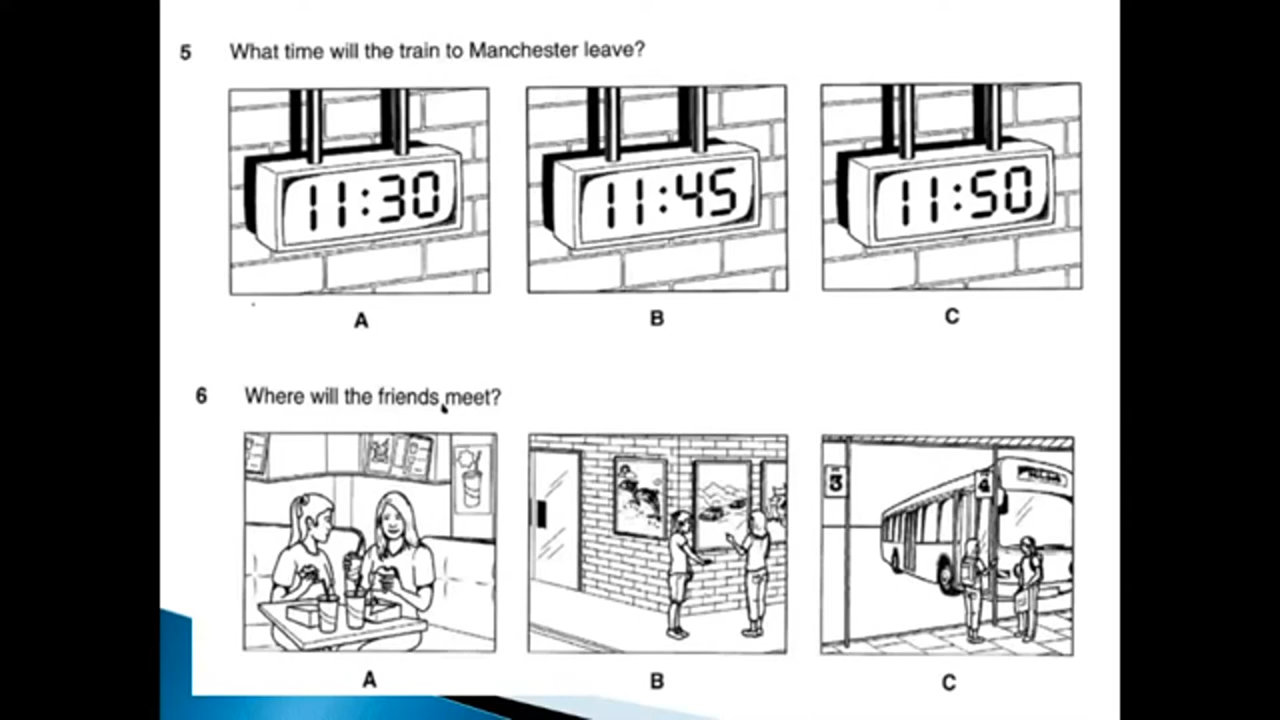 5 What time will the train to Manchester leave?
11:30 11:45 11:50
A B C
6 Where will the friends meet?
3 4
A B C